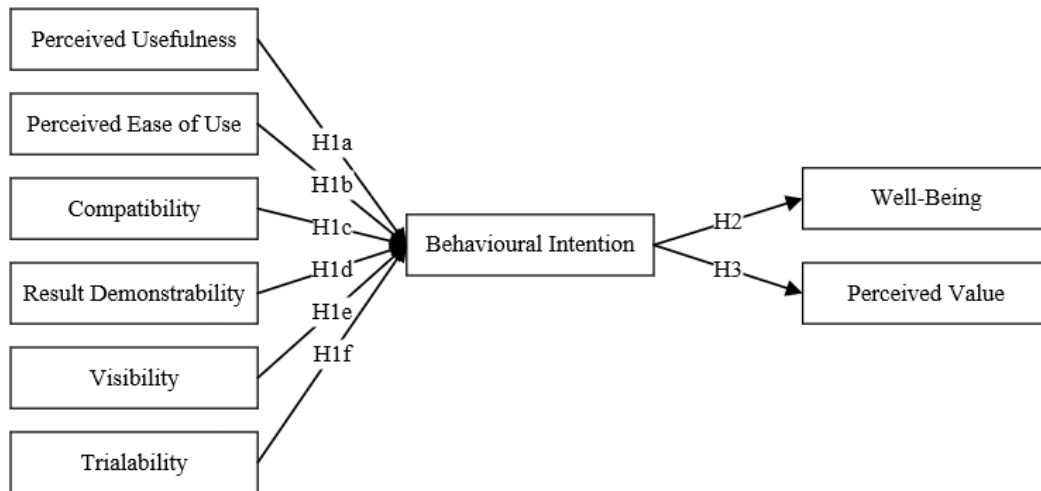 Perceived Usefulness
Perceived Ease of Use
Compatibility
Result Demonstrability
Visibility
Trialability
H1a
H1b
H1c
H1d
H1e
H1f
Behavioural Intention
H2
H3
Well-Being
Perceived Value